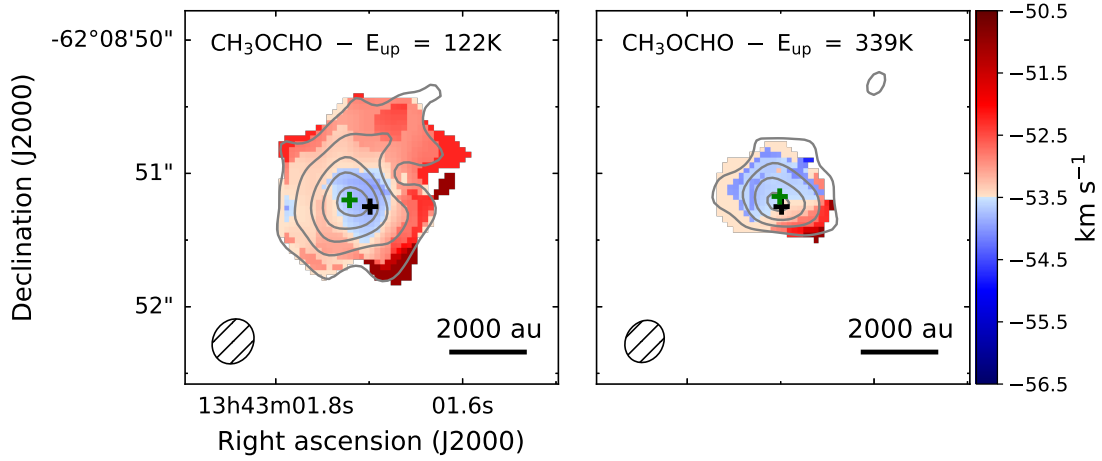 CH₃OCHO − E_up = 122K
CH₃OCHO − E_up = 339K
-62°08'50"
51"
52"
Declination (J2000)
2000 au
2000 au
13h43m01.8s
01.6s
Right ascension (J2000)
−50.5
−51.5
−52.5
−53.5
−54.5
−55.5
−56.5
km s⁻¹